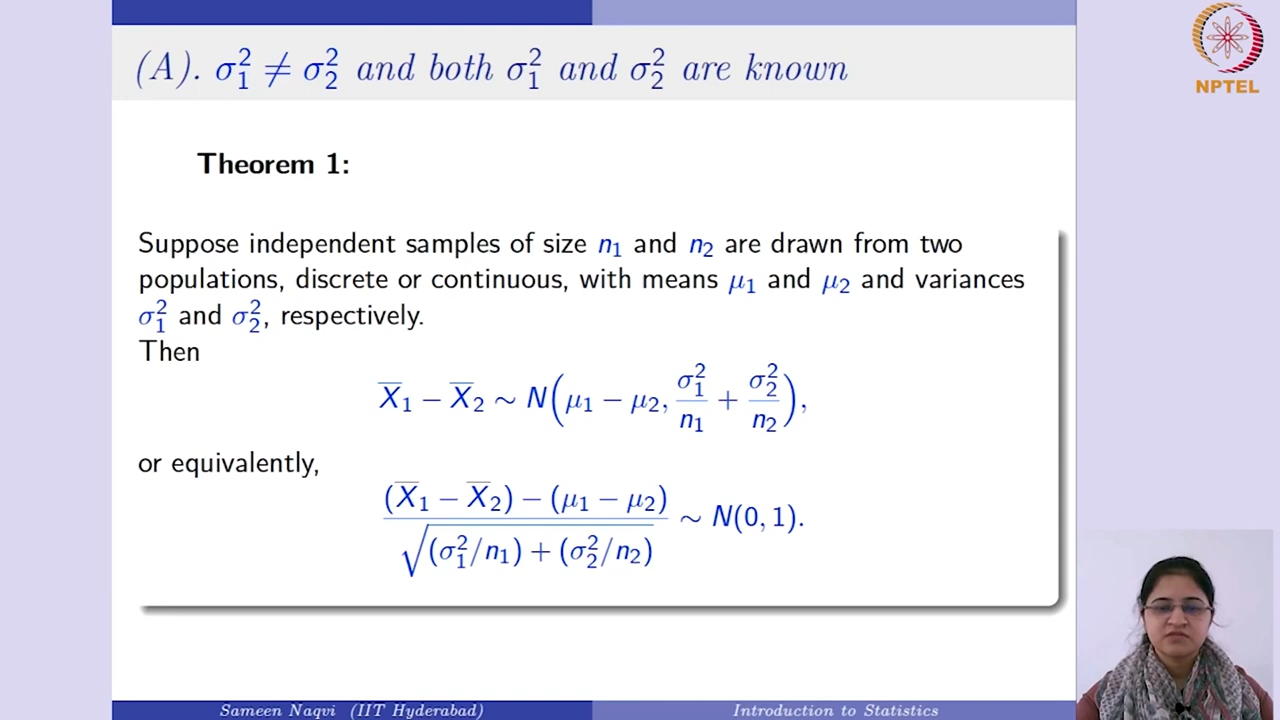 (A). σ₁² ≠ σ₂² and both σ₁² and σ₂² are known
NPTEL
Theorem 1:
Suppose independent samples of size n₁ and n₂ are drawn from two
populations, discrete or continuous, with means μ₁ and μ₂ and variances
σ₁² and σ₂², respectively.
Then
X̅₁ − X̅₂ ∼ N(μ₁ − μ₂, σ₁²/n₁ + σ₂²/n₂),
or equivalently,
(X̅₁ − X̅₂) − (μ₁ − μ₂) / √((σ₁²/n₁) + (σ₂²/n₂)) ∼ N(0, 1).
Sameen Naqvi (IIT Hyderabad) Introduction to Statistics